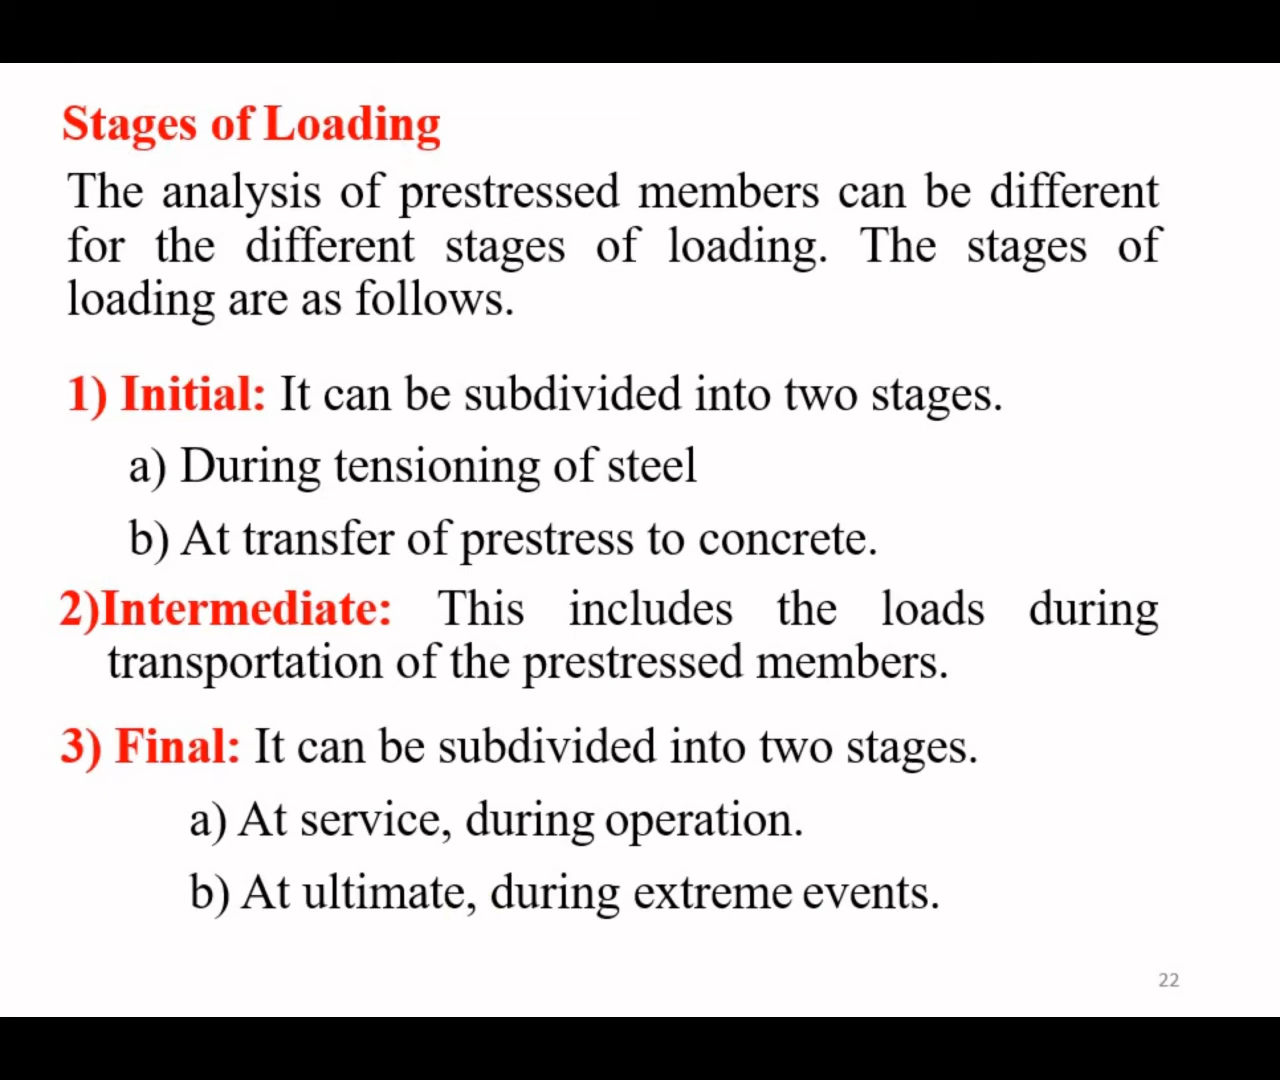 Stages of Loading
The analysis of prestressed members can be different
for the different stages of loading. The stages of
loading are as follows.
1) Initial: It can be subdivided into two stages.
a) During tensioning of steel
b) At transfer of prestress to concrete.
2)Intermediate: This includes the loads during
transportation of the prestressed members.
3) Final: It can be subdivided into two stages.
a) At service, during operation.
b) At ultimate, during extreme events.
22